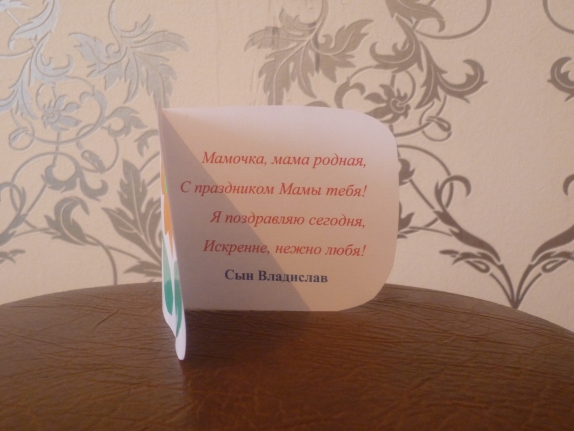 Мамочка, мама родная,
С праздником Мамы тебя!
Я поздравляю сегодня,
Искренне, нежно любя!
Сын Владислав